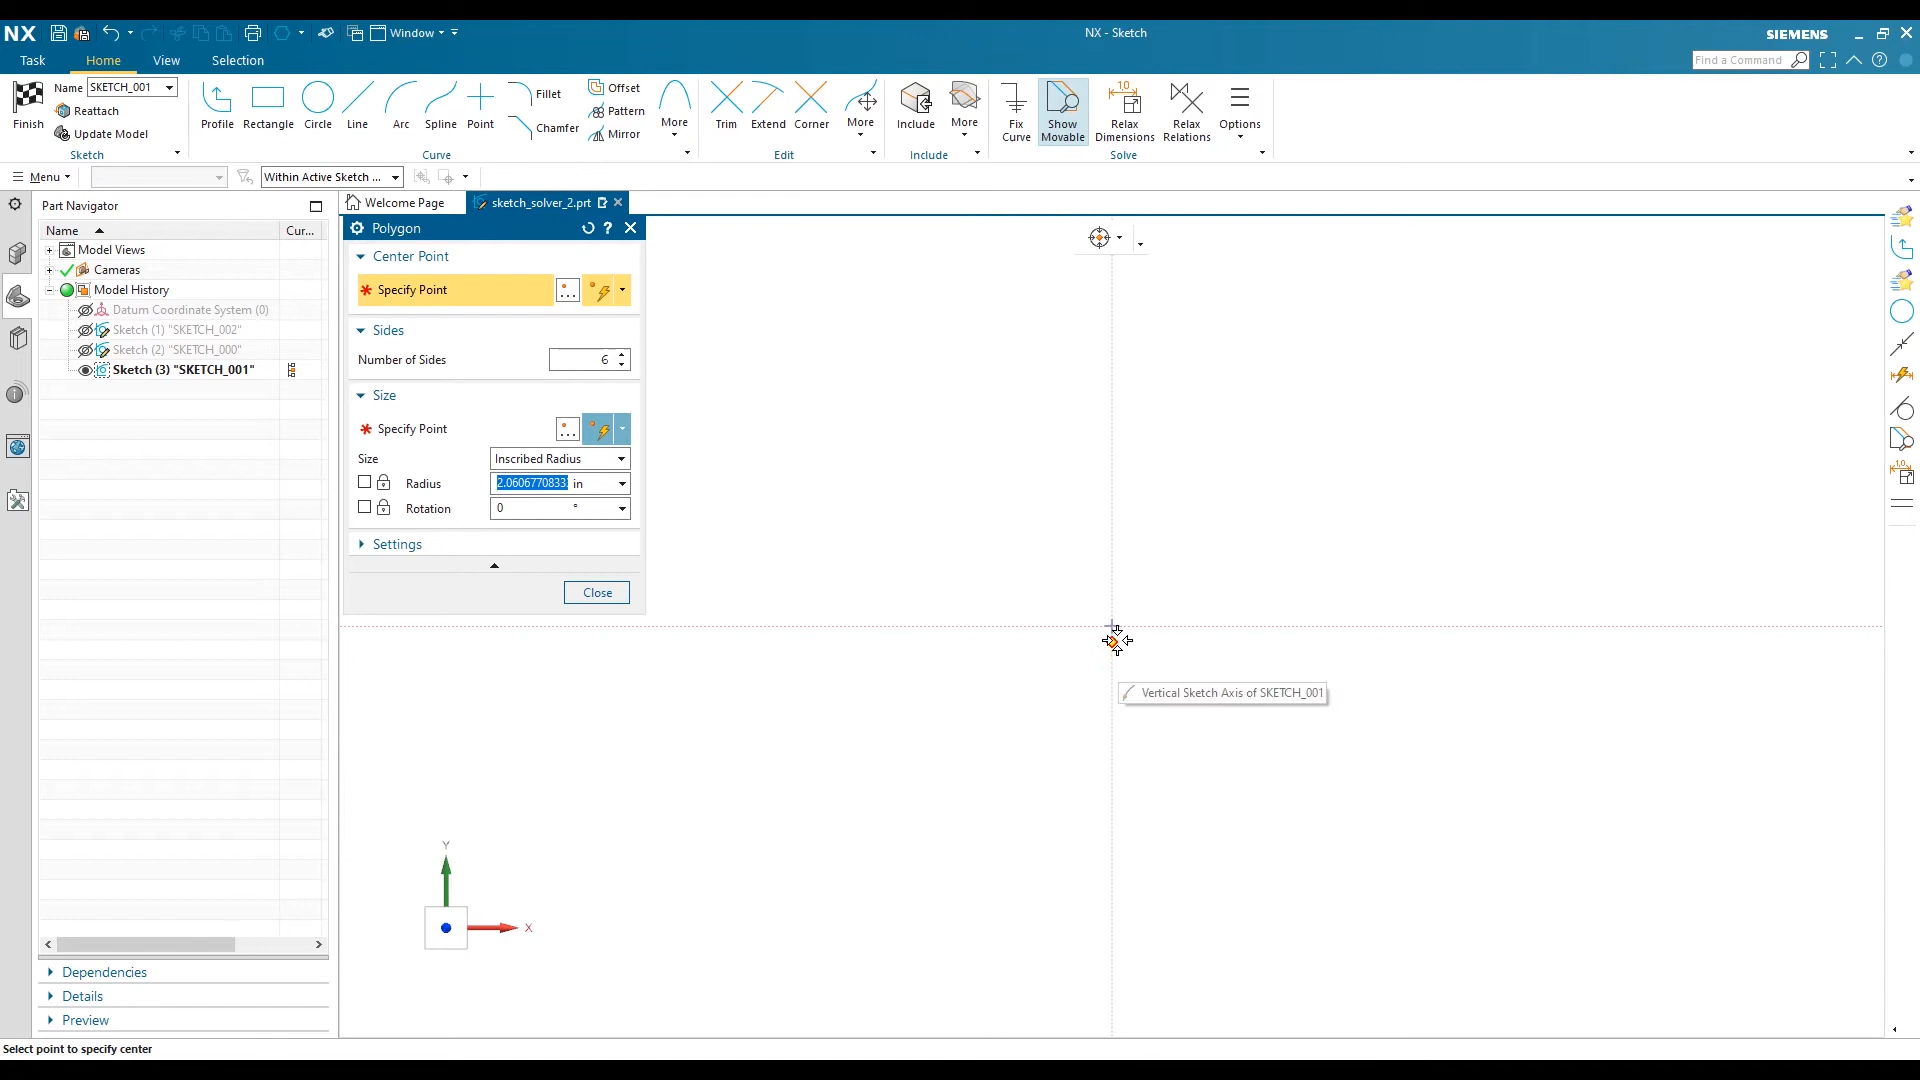 NX
Window
NX - Sketch
SIEMENS
Task
Home
View
Selection
Find a Command
Finish
Name
SKETCH_001
Reattach
Update Model
Sketch
Profile
Rectangle
Circle
Line
Arc
Spline
Point
Fillet
Chamfer
Offset
Pattern
Mirror
More
Curve
Trim
Extend
Corner
More
Edit
Include
More
Include
Fix Curve
Show Movable
Relax Dimensions
Relax Relations
Options
Solve
Menu
Within Active Sketch ...
Part Navigator
Name
Cur...
Model Views
Cameras
Model History
Datum Coordinate System (0)
Sketch (1) "SKETCH_002"
Sketch (2) "SKETCH_000"
Sketch (3) "SKETCH_001"
Dependencies
Details
Preview
Welcome Page
sketch_solver_2.prt
Polygon
Center Point
* Specify Point
Sides
Number of Sides 6
Size
* Specify Point
Size Inscribed Radius
Radius 2.0606770833 in
Rotation 0 °
Settings
Close
Vertical Sketch Axis of SKETCH_001
Y
X
1,0
1,0
Select point to specify center